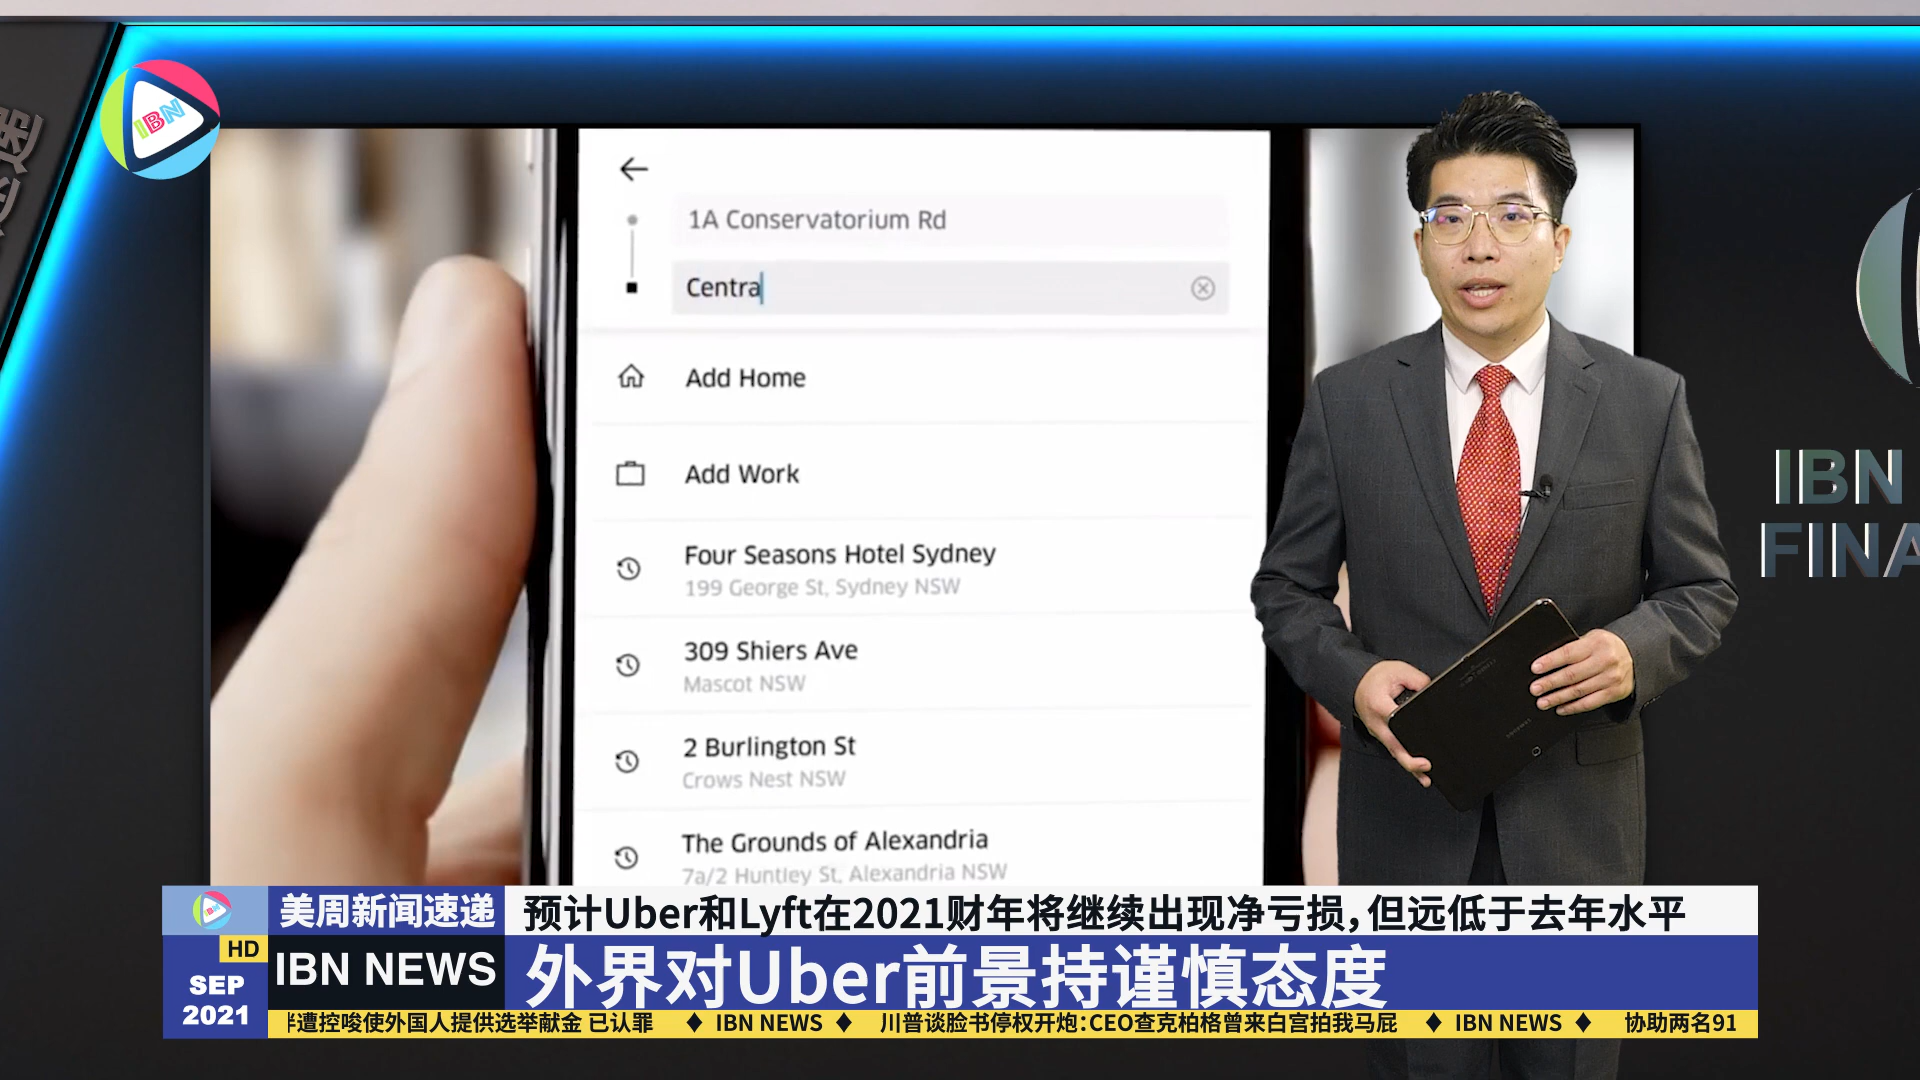 速
IBN
1A Conservatorium Rd
Centra
Add Home
Add Work
Four Seasons Hotel Sydney
199 George St, Sydney NSW
309 Shiers Ave
Mascot NSW
2 Burlington St
Crows Nest NSW
The Grounds of Alexandria
7a/2 Huntley St, Alexandria NSW
IBN
FINA
美周新闻速递
预计Uber和Lyft在2021财年将继续出现净亏损，但远低于去年水平
HD
SEP
2021
IBN NEWS
外界对Uber前景持谨慎态度
遭控唆使外国人提供选举献金 已认罪 ♦ IBN NEWS ♦ 川普谈脸书停权开炮：CEO查克柏格曾来白宫拍我马屁 ♦ IBN NEWS ♦ 协助两名91